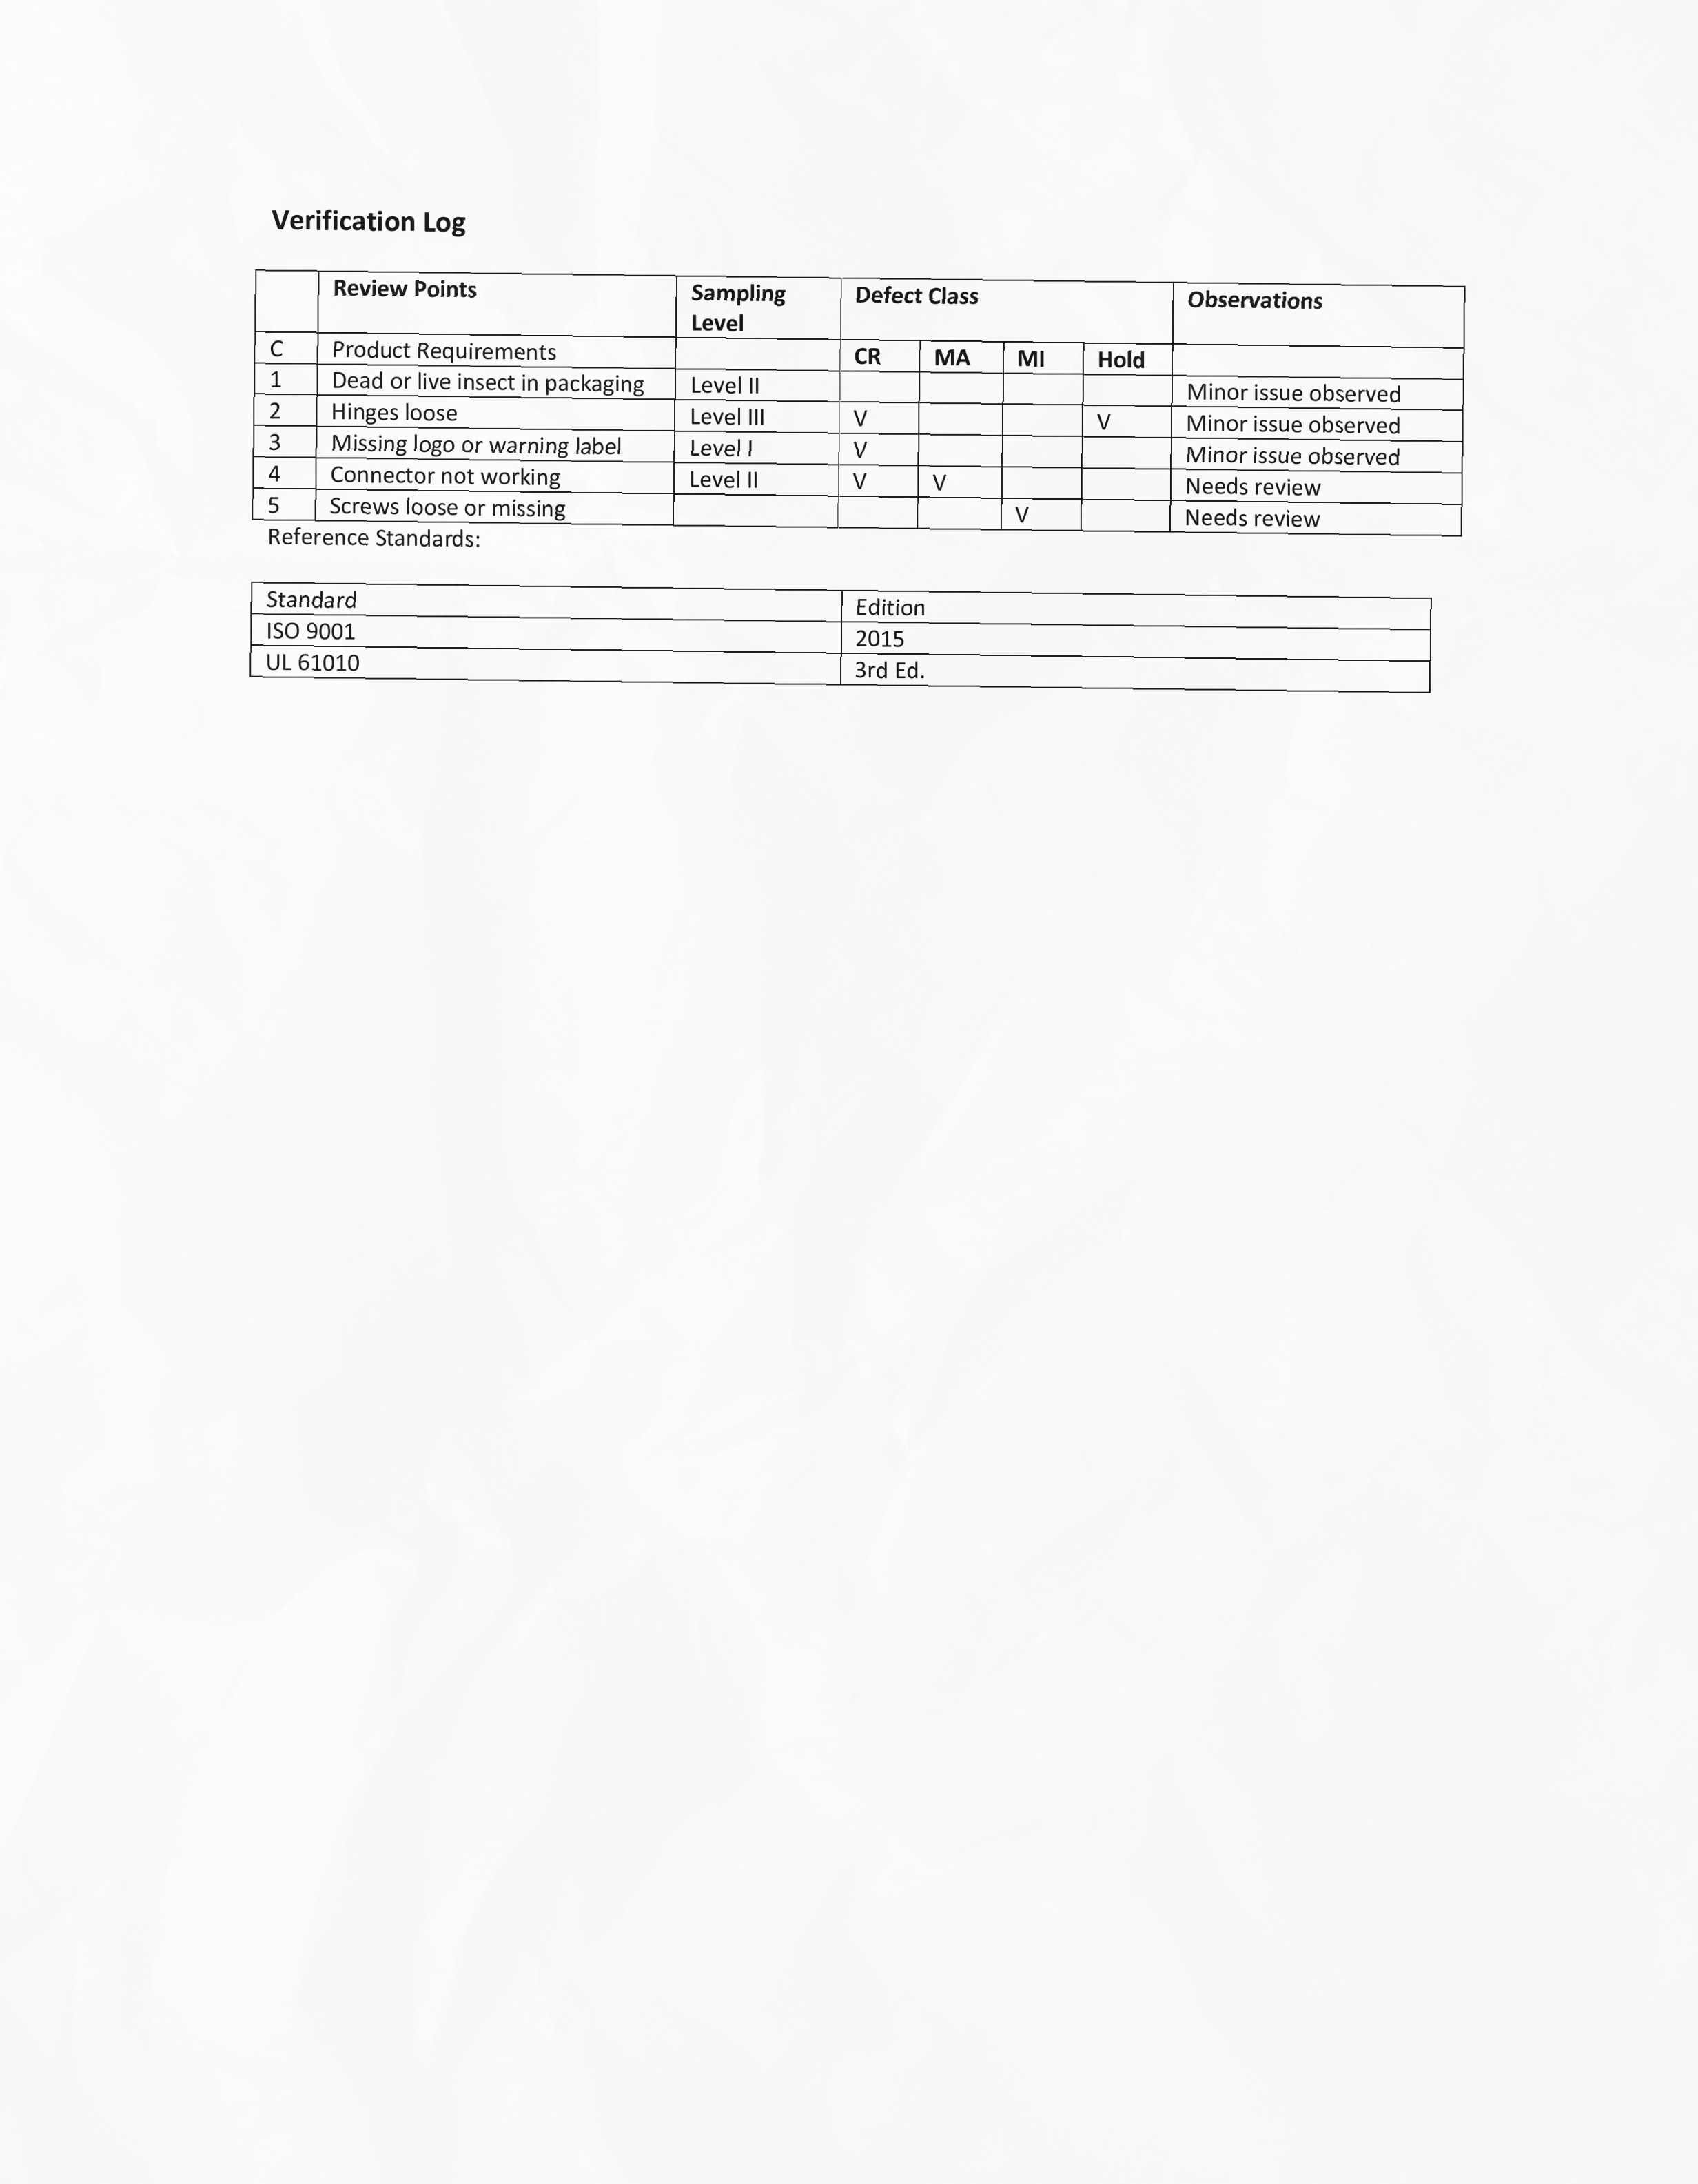 Verification Log
Review Points Sampling Level Defect Class Observations
C Product Requirements CR MA MI Hold
1 Dead or live insect in packaging Level II Minor issue observed
2 Hinges loose Level III V V Minor issue observed
3 Missing logo or warning label Level I V Minor issue observed
4 Connector not working Level II V V Needs review
5 Screws loose or missing V Needs review
Reference Standards:
Standard Edition
ISO 9001 2015
UL 61010 3rd Ed.